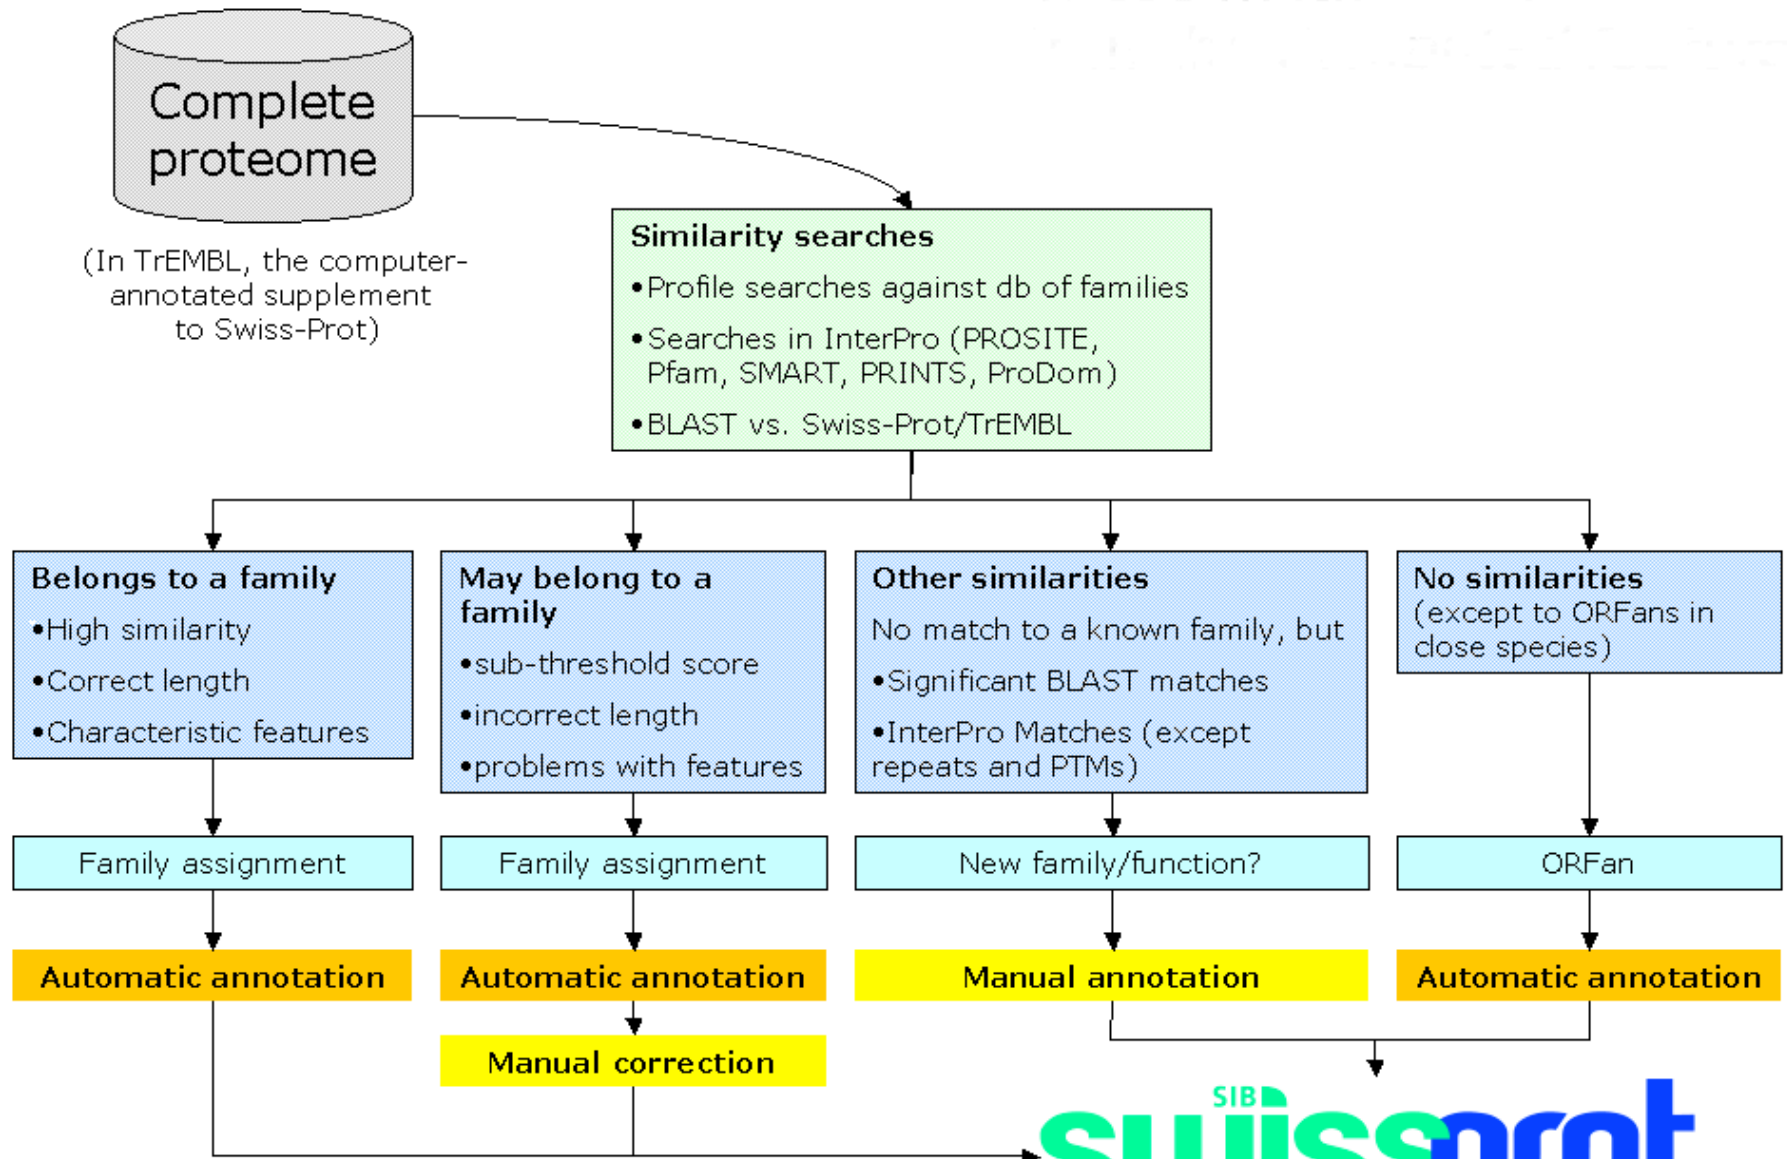 Complete
proteome
(In TrEMBL, the computer-
annotated supplement
to Swiss-Prot)
Similarity searches
•Profile searches against db of families
•Searches in InterPro (PROSITE,
Pfam, SMART, PRINTS, ProDom)
•BLAST vs. Swiss-Prot/TrEMBL
Belongs to a family
•High similarity
•Correct length
•Characteristic features
May belong to a
family
•sub-threshold score
•incorrect length
•problems with features
Other similarities
No match to a known family, but
•Significant BLAST matches
•InterPro Matches (except
repeats and PTMs)
No similarities
(except to ORFans in
close species)
Family assignment
Family assignment
New family/function?
ORFan
Automatic annotation
Automatic annotation
Manual annotation
Automatic annotation
Manual correction
SIB
swissprot